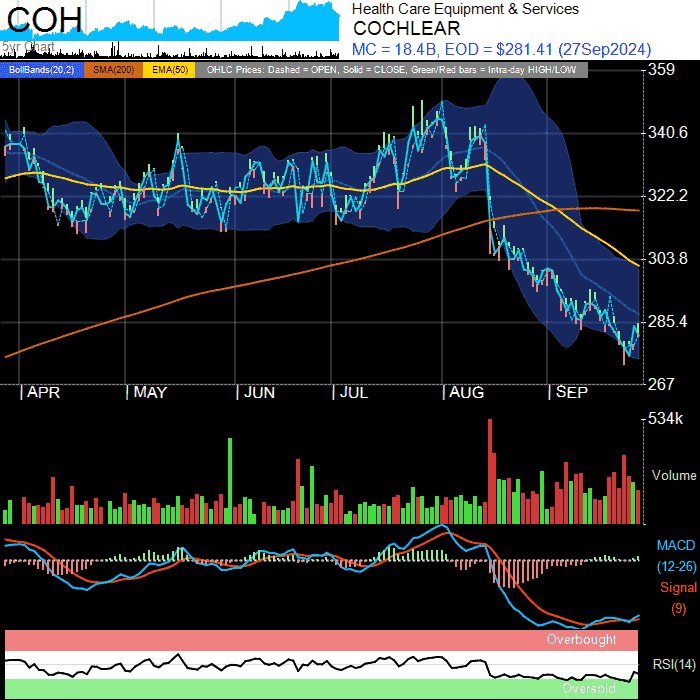 COH
5yr Chart
Health Care Equipment & Services
COCHLEAR
MC = 18.4B, EOD = $281.41 (27Sep2024)
BollBands(20,2) SMA(200) EMA(50) OHLC Prices: Dashed = OPEN, Solid = CLOSE, Green/Red bars = Intra-day HIGH/LOW
359
340.6
322.2
303.8
285.4
267
APR MAY JUN JUL AUG SEP
534k
Volume
MACD
(12-26)
Signal
(9)
Overbought
RSI(14)
Oversold